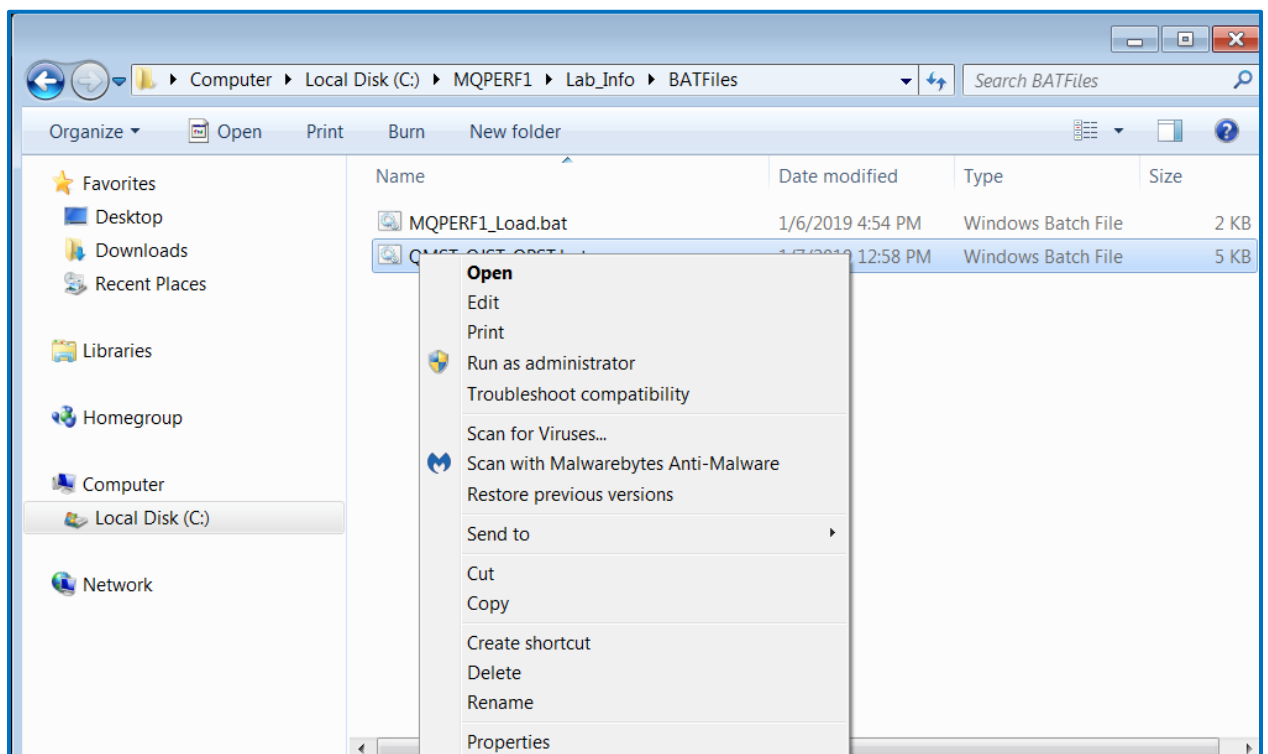 Computer Local Disk (C:) MQPERF1 Lab_Info BATFiles Search BATFiles
Organize Open Print Burn New folder
Name Date modified Type Size
Favorites
Desktop
Downloads
Recent Places
Libraries
Homegroup
Computer
Local Disk (C:)
Network
MQPERF1_Load.bat 1/6/2019 4:54 PM Windows Batch File 2 KB
12:58 PM Windows Batch File 5 KB
Open
Edit
Print
Run as administrator
Troubleshoot compatibility
Scan for Viruses...
Scan with Malwarebytes Anti-Malware
Restore previous versions
Send to
Cut
Copy
Create shortcut
Delete
Rename
Properties